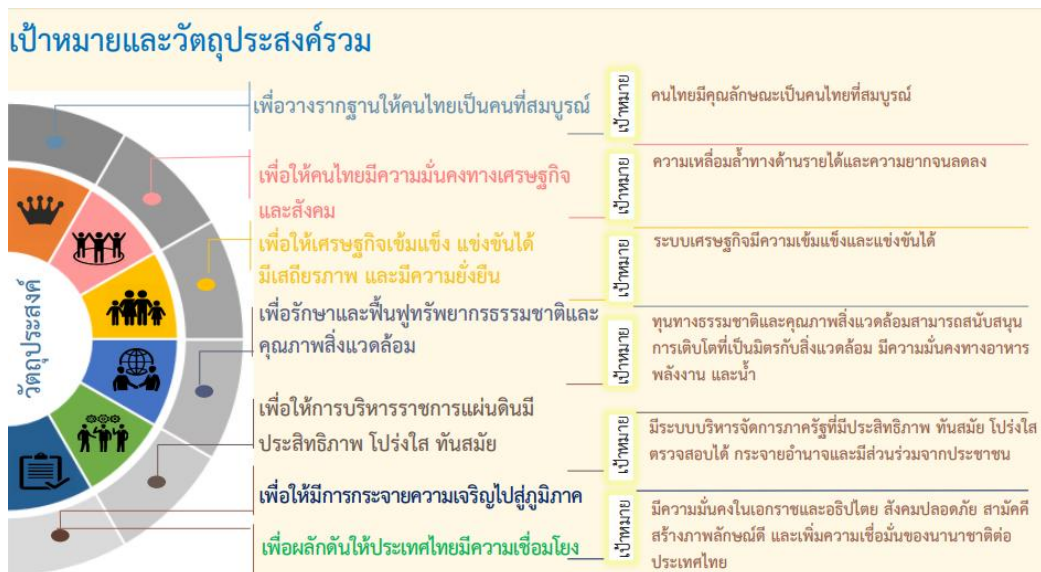 เป้าหมายและวัตถุประสงค์รวม
วัตถุประสงค์
เพื่อวางรากฐานให้คนไทยเป็นคนที่สมบูรณ์
เป้าหมาย
คนไทยมีคุณลักษณะเป็นคนไทยที่สมบูรณ์
เพื่อให้คนไทยมีความมั่นคงทางเศรษฐกิจ
และสังคม
เป้าหมาย
ความเหลื่อมล้ำทางด้านรายได้และความยากจนลดลง
เพื่อให้เศรษฐกิจเข้มแข็ง แข่งขันได้
มีเสถียรภาพ และมีความยั่งยืน
เป้าหมาย
ระบบเศรษฐกิจมีความเข้มแข็งและแข่งขันได้
เพื่อรักษาและฟื้นฟูทรัพยากรธรรมชาติและ
คุณภาพสิ่งแวดล้อม
เป้าหมาย
ทุนทางธรรมชาติและคุณภาพสิ่งแวดล้อมสามารถสนับสนุน
การเติบโตที่เป็นมิตรกับสิ่งแวดล้อม มีความมั่นคงทางอาหาร
พลังงาน และน้ำ
เพื่อให้การบริหารราชการแผ่นดินมี
ประสิทธิภาพ โปร่งใส ทันสมัย
เป้าหมาย
มีระบบบริหารจัดการภาครัฐที่มีประสิทธิภาพ ทันสมัย โปร่งใส
ตรวจสอบได้ กระจายอำนาจและมีส่วนร่วมจากประชาชน
เพื่อให้มีการกระจายความเจริญไปสู่ภูมิภาค
เพื่อผลักดันให้ประเทศไทยมีความเชื่อมโยง
เป้าหมาย
มีความมั่นคงในเอกราชและอธิปไตย สังคมปลอดภัย สามัคคี
สร้างภาพลักษณ์ดี และเพิ่มความเชื่อมั่นของนานาชาติต่อ
ประเทศไทย